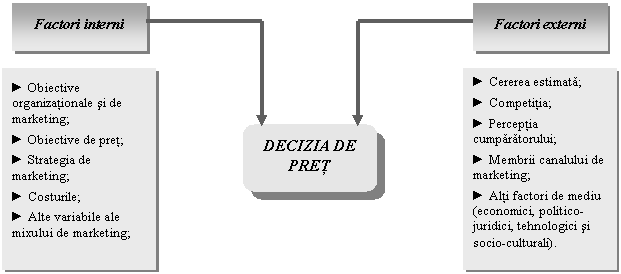 Factori interni
► Obiective
organizaţionale şi de
marketing;
► Obiective de preţ;
► Strategia de
marketing;
► Costurile;
► Alte variabile ale
mixului de marketing;
DECIZIA DE
PREŢ
Factori externi
► Cererea estimată;
► Competiţia;
► Percepţia
cumpărătorului;
► Membrii canalului de
marketing;
► Alţi factori de mediu
(economici, politico-
juridici, tehnologici şi
socio-culturali).